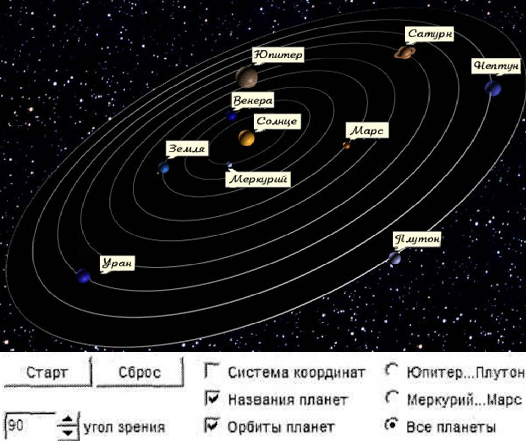 Сатурн
Юпитер
Нептун
Венера
Солнце
Марс
Земля
Меркурий
Плутон
Уран
Старт
Сброс
Система координат
Юпитер...Плутон
Названия планет
Меркурий...Марс
90
угол зрения
Орбиты планет
Все планеты